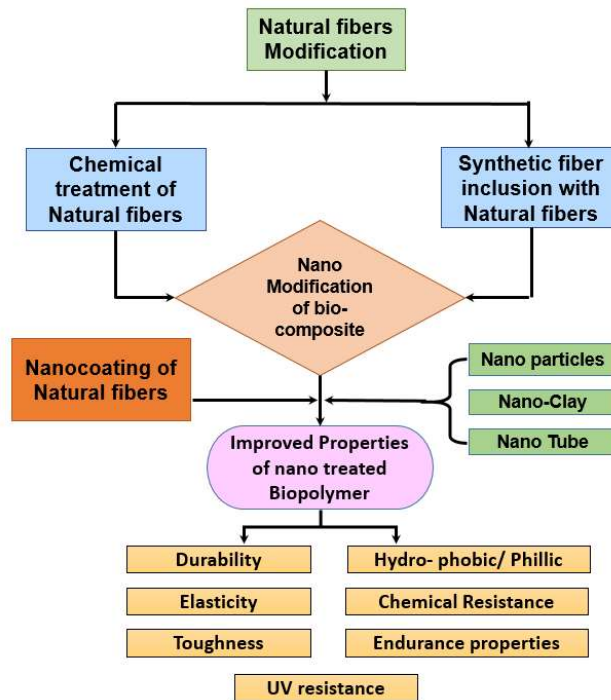 Natural fibers
Modification
Chemical
treatment of
Natural fibers
Synthetic fiber
inclusion with
Natural fibers
Nano
Modification
of bio-
composite
Nanocoating of
Natural fibers
Nano particles
Nano-Clay
Nano Tube
Improved Properties
of nano treated
Biopolymer
Durability
Hydro- phobic/ Phillic
Elasticity
Chemical Resistance
Toughness
Endurance properties
UV resistance